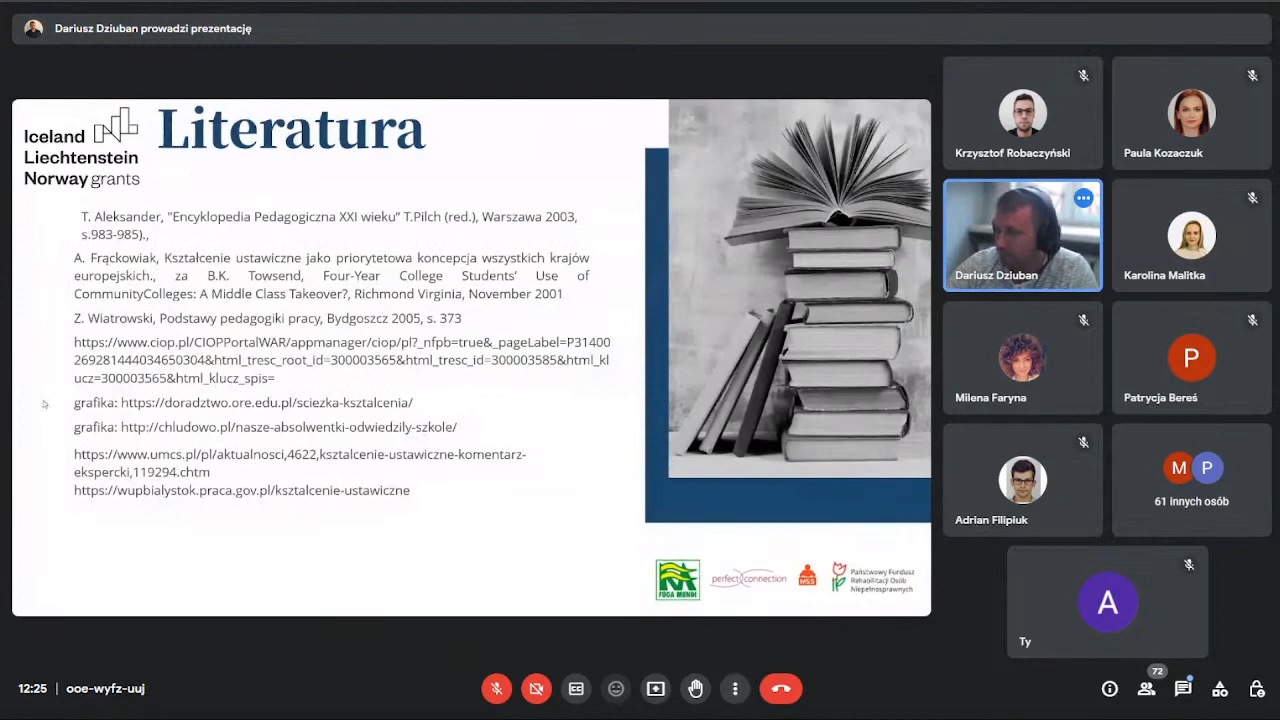 Dariusz Dziuban prowadzi prezentację
Iceland
Liechtenstein
Norway grants
Literatura
T. Aleksander, "Encyklopedia Pedagogiczna XXI wieku" T.Pilch (red.), Warszawa 2003,
s.983-985).,
A. Frąckowiak, Kształcenie ustawiczne jako priorytetowa koncepcja wszystkich krajów
europejskich., za B.K. Towsend, Four-Year College Students' Use of
CommunityColleges: A Middle Class Takeover?, Richmond Virginia, November 2001
Z. Wiatrowski, Podstawy pedagogiki pracy, Bydgoszcz 2005, s. 373
https://www.ciop.pl/CIOPPortalWAR/appmanager/ciop/pl?_nfpb=true&_pageLabel=P31400
269281444034650304&html_tresc_root_id=300003565&html_tresc_id=300003585&html_kl
ucz=300003565&html_klucz_spis=
grafika: https://doradztwo.ore.edu.pl/sciezka-ksztalcenia/
grafika: http://chludowo.pl/nasze-absolwentki-odwiedzily-szkole/
https://www.umcs.pl/pl/aktualnosci,4622,ksztalcenie-ustawiczne-komentarz-
ekspercki,119294.chtm
https://wupbialystok.praca.gov.pl/ksztalcenie-ustawiczne
FUGA MUNDI
perfect connection
MSS
Państwowy Fundusz
Rehabilitacji Osób
Niepełnosprawnych
Krzysztof Robaczyński
Paula Kozaczuk
Dariusz Dziuban
Karolina Malitka
Milena Faryna
P
Patrycja Bereś
Adrian Filipiuk
M P
61 innych osób
A
Ty
12:25 | ooe-wyfz-uuj
72